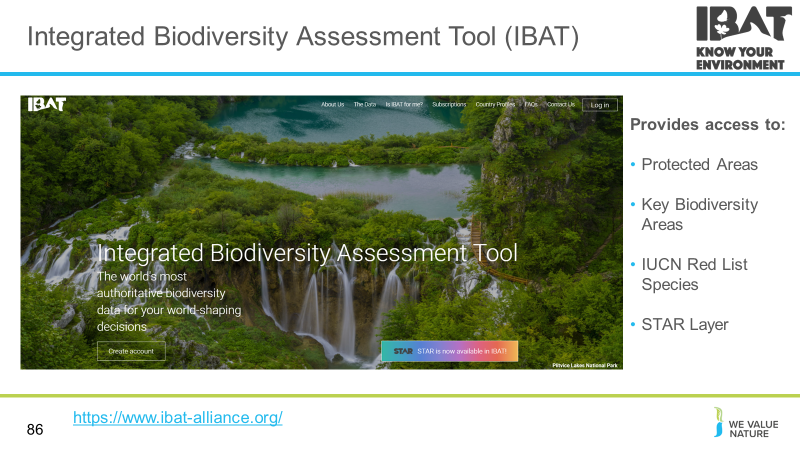 Integrated Biodiversity Assessment Tool (IBAT)
IBAT
KNOW YOUR
ENVIRONMENT
IBAT
About Us The Data Is IBAT for me? Subscriptions Country Profiles FAQs Contact Us Log in
Integrated Biodiversity Assessment Tool
The world's most
authoritative biodiversity
data for your world-shaping
decisions
Create account
STAR STAR is now available in IBAT!
Plitvice Lakes National Park
Provides access to:
• Protected Areas
• Key Biodiversity
Areas
• IUCN Red List
Species
• STAR Layer
86
https://www.ibat-alliance.org/
WE VALUE
NATURE